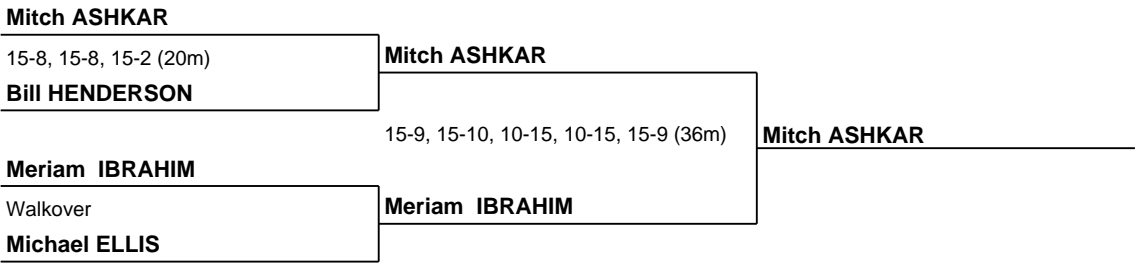 Mitch ASHKAR
15-8, 15-8, 15-2 (20m)
Mitch ASHKAR
Bill HENDERSON
15-9, 15-10, 10-15, 10-15, 15-9 (36m)
Mitch ASHKAR
Meriam IBRAHIM
Walkover
Meriam IBRAHIM
Michael ELLIS